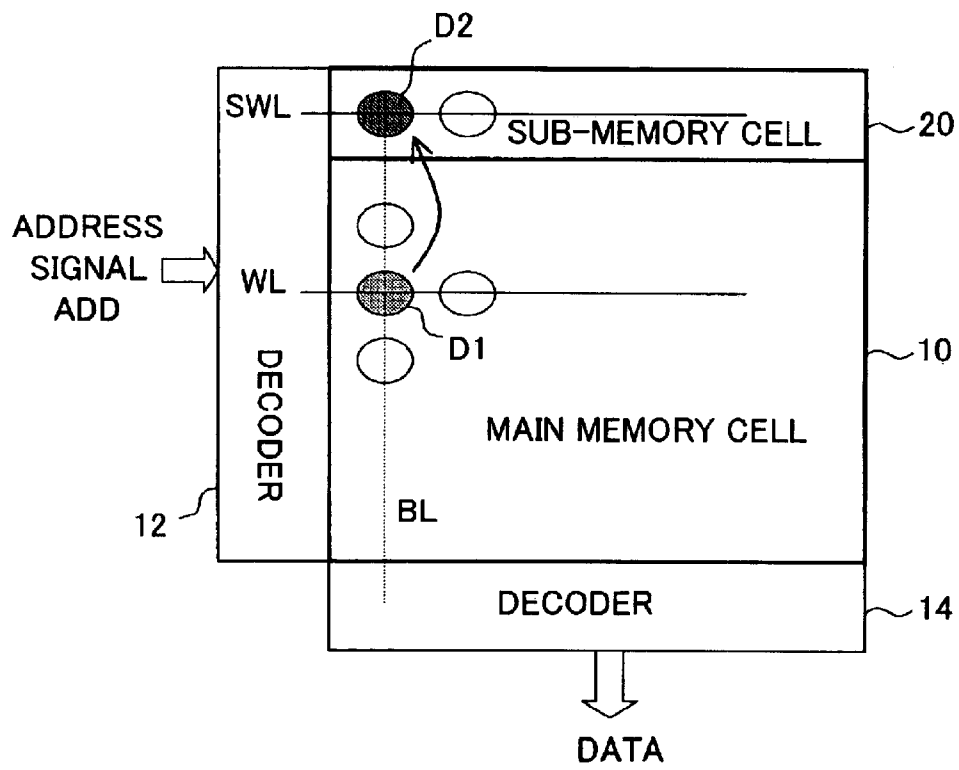 D2
SWL
SUB-MEMORY CELL
20
ADDRESS
SIGNAL
ADD
WL
D1
10
DECODER
MAIN MEMORY CELL
12
BL
DECODER
14
DATA